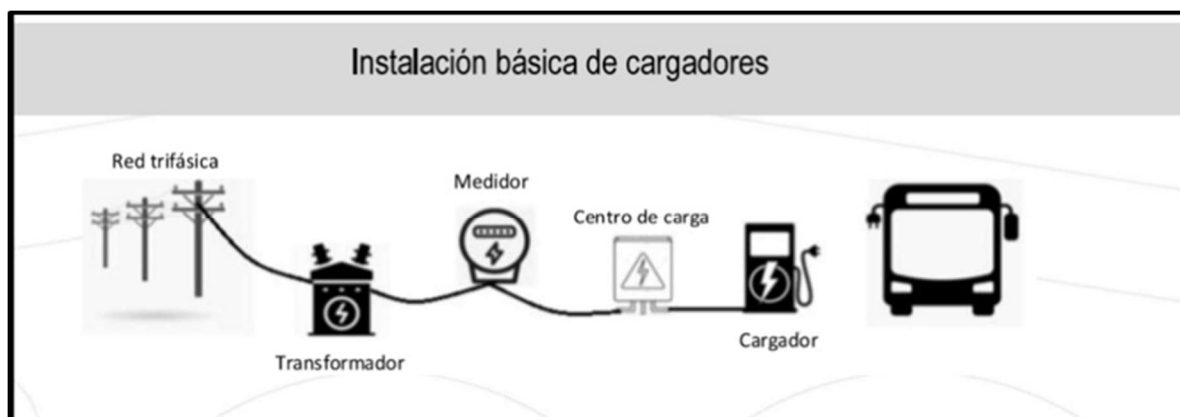 Instalación básica de cargadores
Red trifásica
Medidor
Centro de carga
Transformador
Cargador